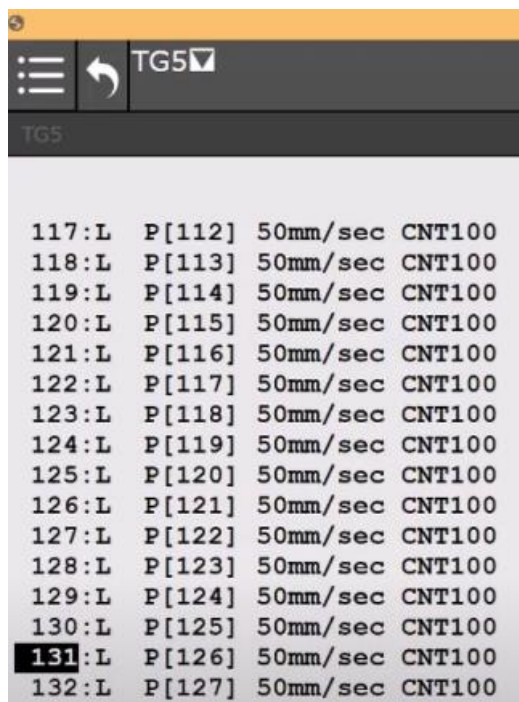 TG5
TG5
117:L P[112] 50mm/sec CNT100
118:L P[113] 50mm/sec CNT100
119:L P[114] 50mm/sec CNT100
120:L P[115] 50mm/sec CNT100
121:L P[116] 50mm/sec CNT100
122:L P[117] 50mm/sec CNT100
123:L P[118] 50mm/sec CNT100
124:L P[119] 50mm/sec CNT100
125:L P[120] 50mm/sec CNT100
126:L P[121] 50mm/sec CNT100
127:L P[122] 50mm/sec CNT100
128:L P[123] 50mm/sec CNT100
129:L P[124] 50mm/sec CNT100
130:L P[125] 50mm/sec CNT100
131:L P[126] 50mm/sec CNT100
132:L P[127] 50mm/sec CNT100